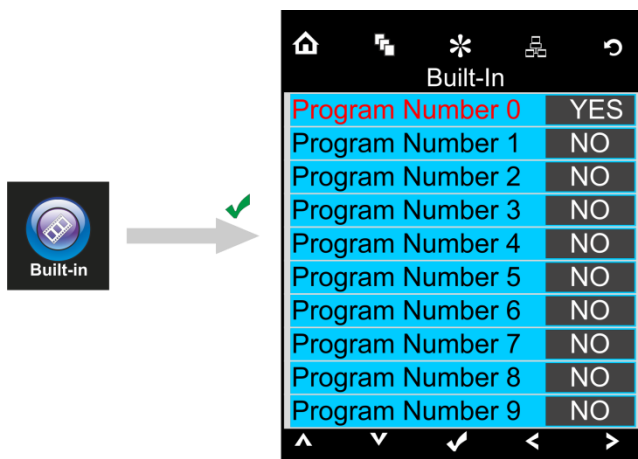 Built-in
Built-In
Program Number 0 YES
Program Number 1 NO
Program Number 2 NO
Program Number 3 NO
Program Number 4 NO
Program Number 5 NO
Program Number 6 NO
Program Number 7 NO
Program Number 8 NO
Program Number 9 NO